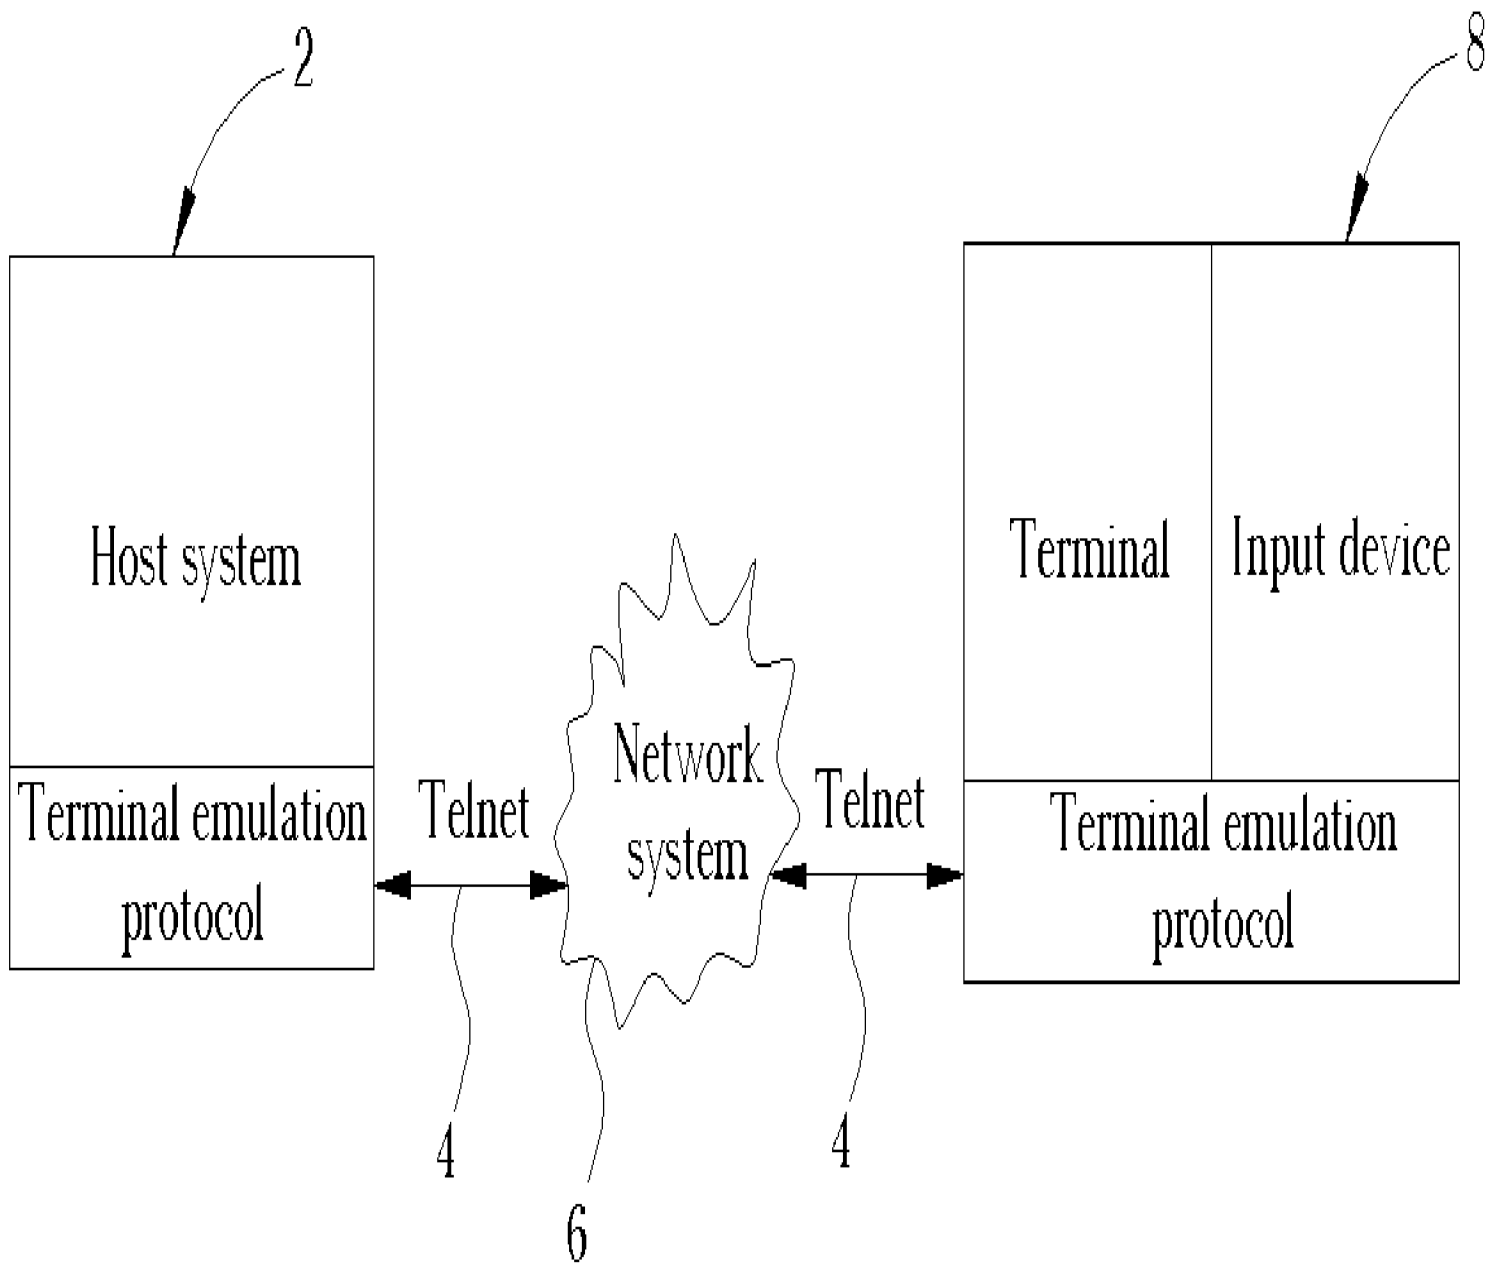 2
8
Host system
Terminal
Input device
Terminal emulation
protocol
Telnet
Network
system
Telnet
Terminal emulation
protocol
4
6
4